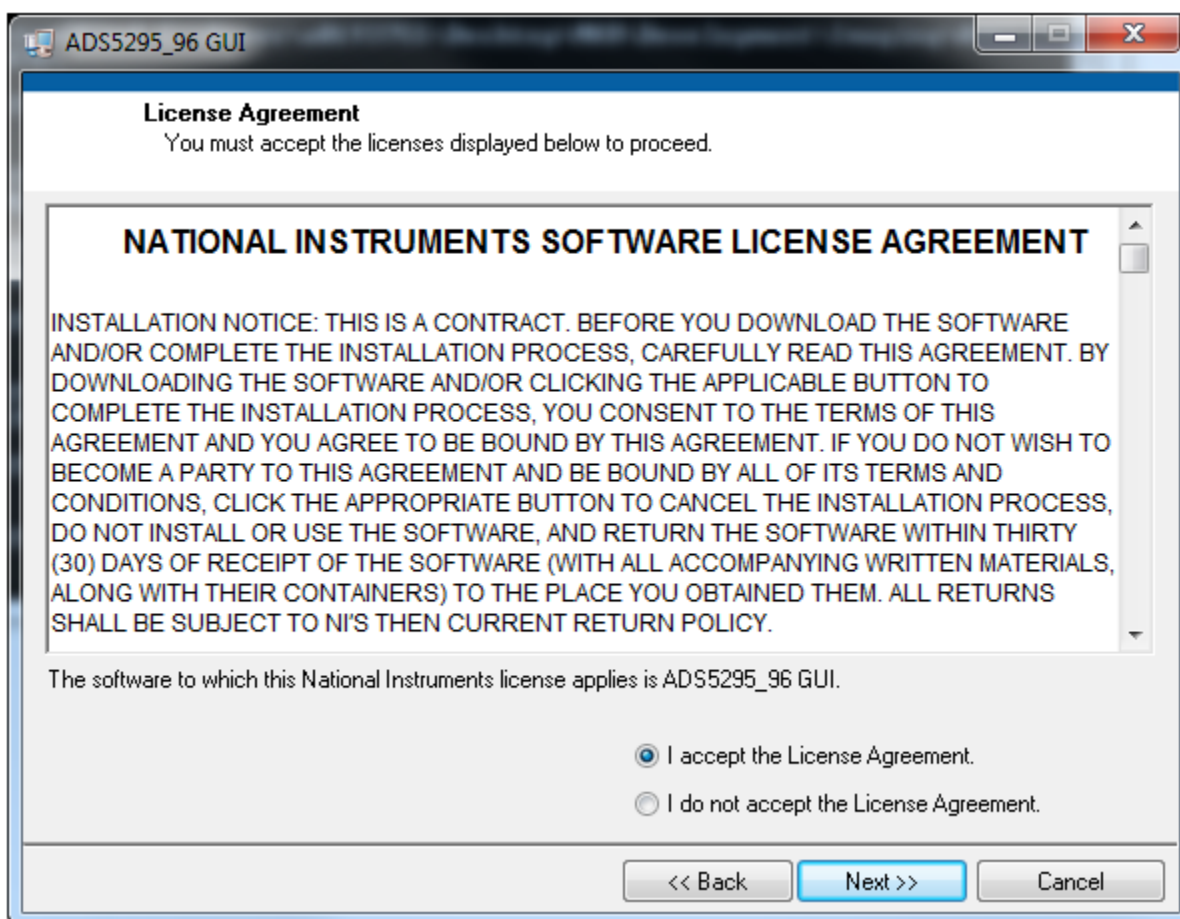 ADS5295_96 GUI
License Agreement
You must accept the licenses displayed below to proceed.
NATIONAL INSTRUMENTS SOFTWARE LICENSE AGREEMENT
INSTALLATION NOTICE: THIS IS A CONTRACT. BEFORE YOU DOWNLOAD THE SOFTWARE
AND/OR COMPLETE THE INSTALLATION PROCESS, CAREFULLY READ THIS AGREEMENT. BY
DOWNLOADING THE SOFTWARE AND/OR CLICKING THE APPLICABLE BUTTON TO
COMPLETE THE INSTALLATION PROCESS, YOU CONSENT TO THE TERMS OF THIS
AGREEMENT AND YOU AGREE TO BE BOUND BY THIS AGREEMENT. IF YOU DO NOT WISH TO
BECOME A PARTY TO THIS AGREEMENT AND BE BOUND BY ALL OF ITS TERMS AND
CONDITIONS, CLICK THE APPROPRIATE BUTTON TO CANCEL THE INSTALLATION PROCESS,
DO NOT INSTALL OR USE THE SOFTWARE, AND RETURN THE SOFTWARE WITHIN THIRTY
(30) DAYS OF RECEIPT OF THE SOFTWARE (WITH ALL ACCOMPANYING WRITTEN MATERIALS,
ALONG WITH THEIR CONTAINERS) TO THE PLACE YOU OBTAINED THEM. ALL RETURNS
SHALL BE SUBJECT TO NI'S THEN CURRENT RETURN POLICY.
The software to which this National Instruments license applies is ADS5295_96 GUI.
I accept the License Agreement.
I do not accept the License Agreement.
<< Back Next >> Cancel